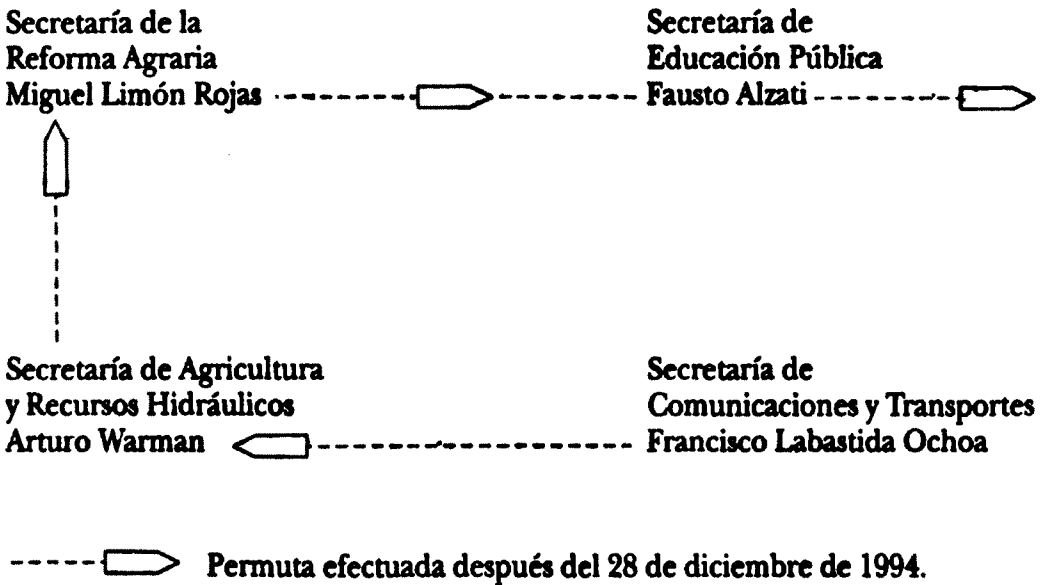 Secretaría de la
Reforma Agraria
Miguel Limón Rojas
Secretaría de
Educación Pública
Fausto Alzati
Secretaría de Agricultura
y Recursos Hidráulicos
Arturo Warman
Secretaría de
Comunicaciones y Transportes
Francisco Labastida Ochoa
Permuta efectuada después del 28 de diciembre de 1994.